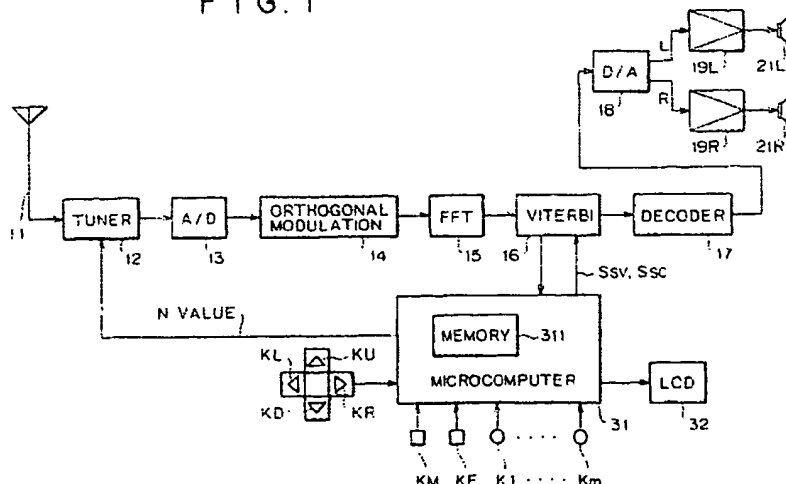 FIG. 1
L
R
D/A
18
19L
21L
19R
21R
11
TUNER
12
A/D
13
ORTHOGONAL
MODULATION
14
FFT
15
VITERBI
16
DECODER
17
SSV, SSC
N VALUE
MEMORY
311
MICROCOMPUTER
31
LCD
32
KL
KU
KD
KR
KM
KE
K1
Km